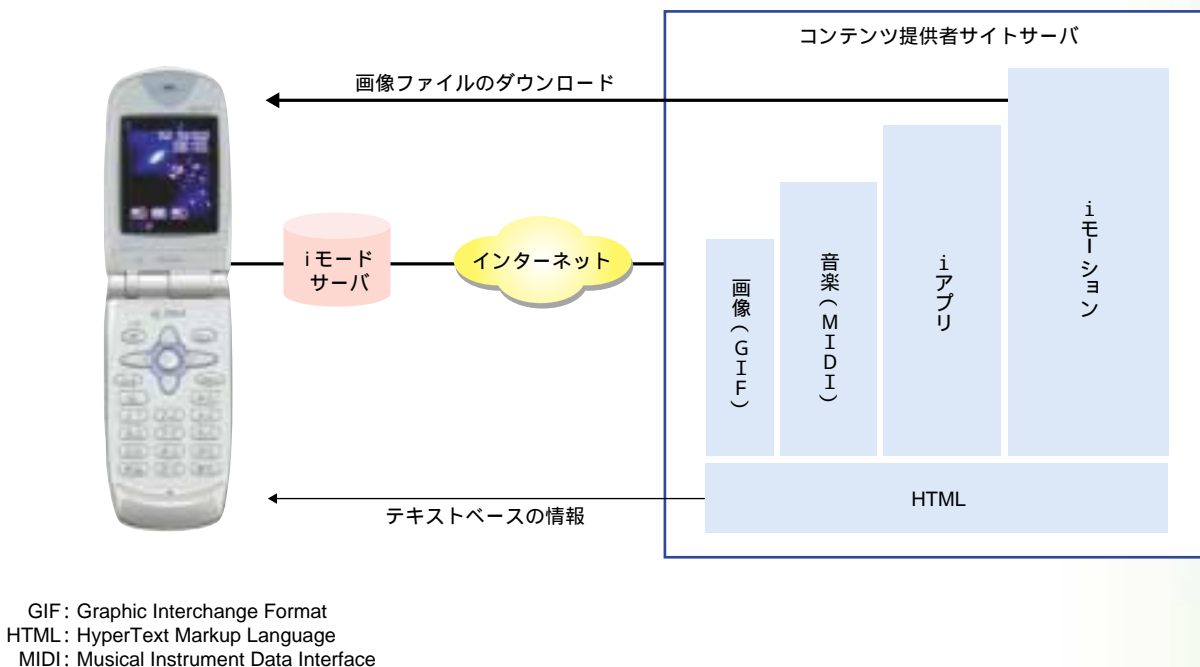 コンテンツ提供者サイトサーバ
画像ファイルのダウンロード
iモード
サーバ
インターネット
画像(GIF)
音楽(MIDI)
iアプリ
iモーション
HTML
テキストベースの情報
GIF: Graphic Interchange Format
HTML: HyperText Markup Language
MIDI: Musical Instrument Data Interface